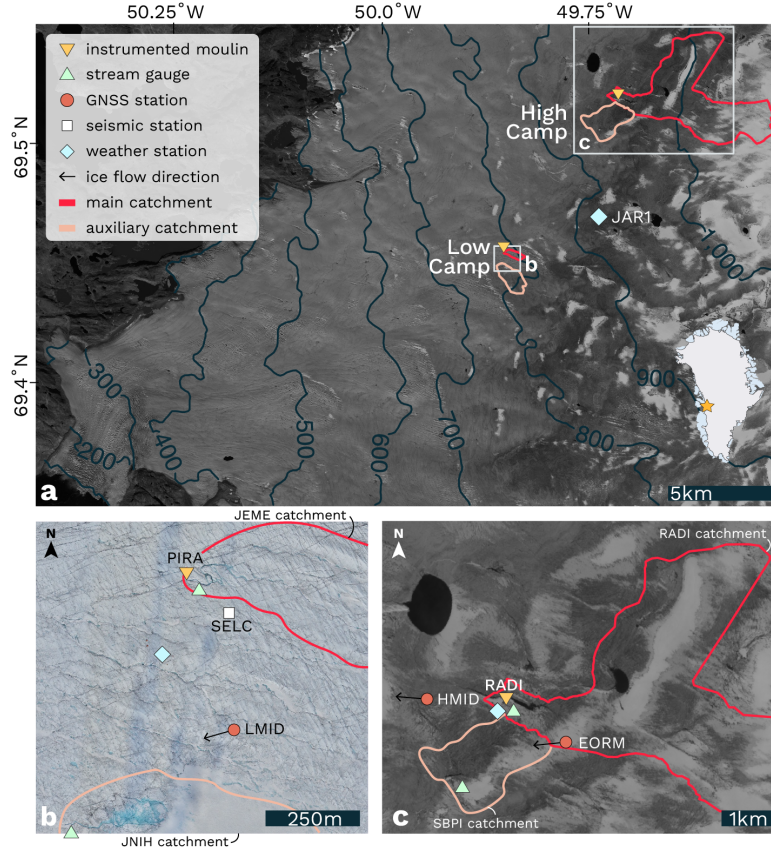 50.25°W 50.0°W 49.75°W
69.5°N
69.4°N
instrumented moulin
stream gauge
GNSS station
seismic station
weather station
ice flow direction
main catchment
auxiliary catchment
High
Camp
c
JAR1
Low
Camp
b
1,000
900
800
700
600
500
400
300
200
a
5km
JEME catchment
N
PIRA
SELC
LMID
b
250m
JNIH catchment
N
RADI catchment
RADI
HMID
EORM
c
SBPI catchment
1km